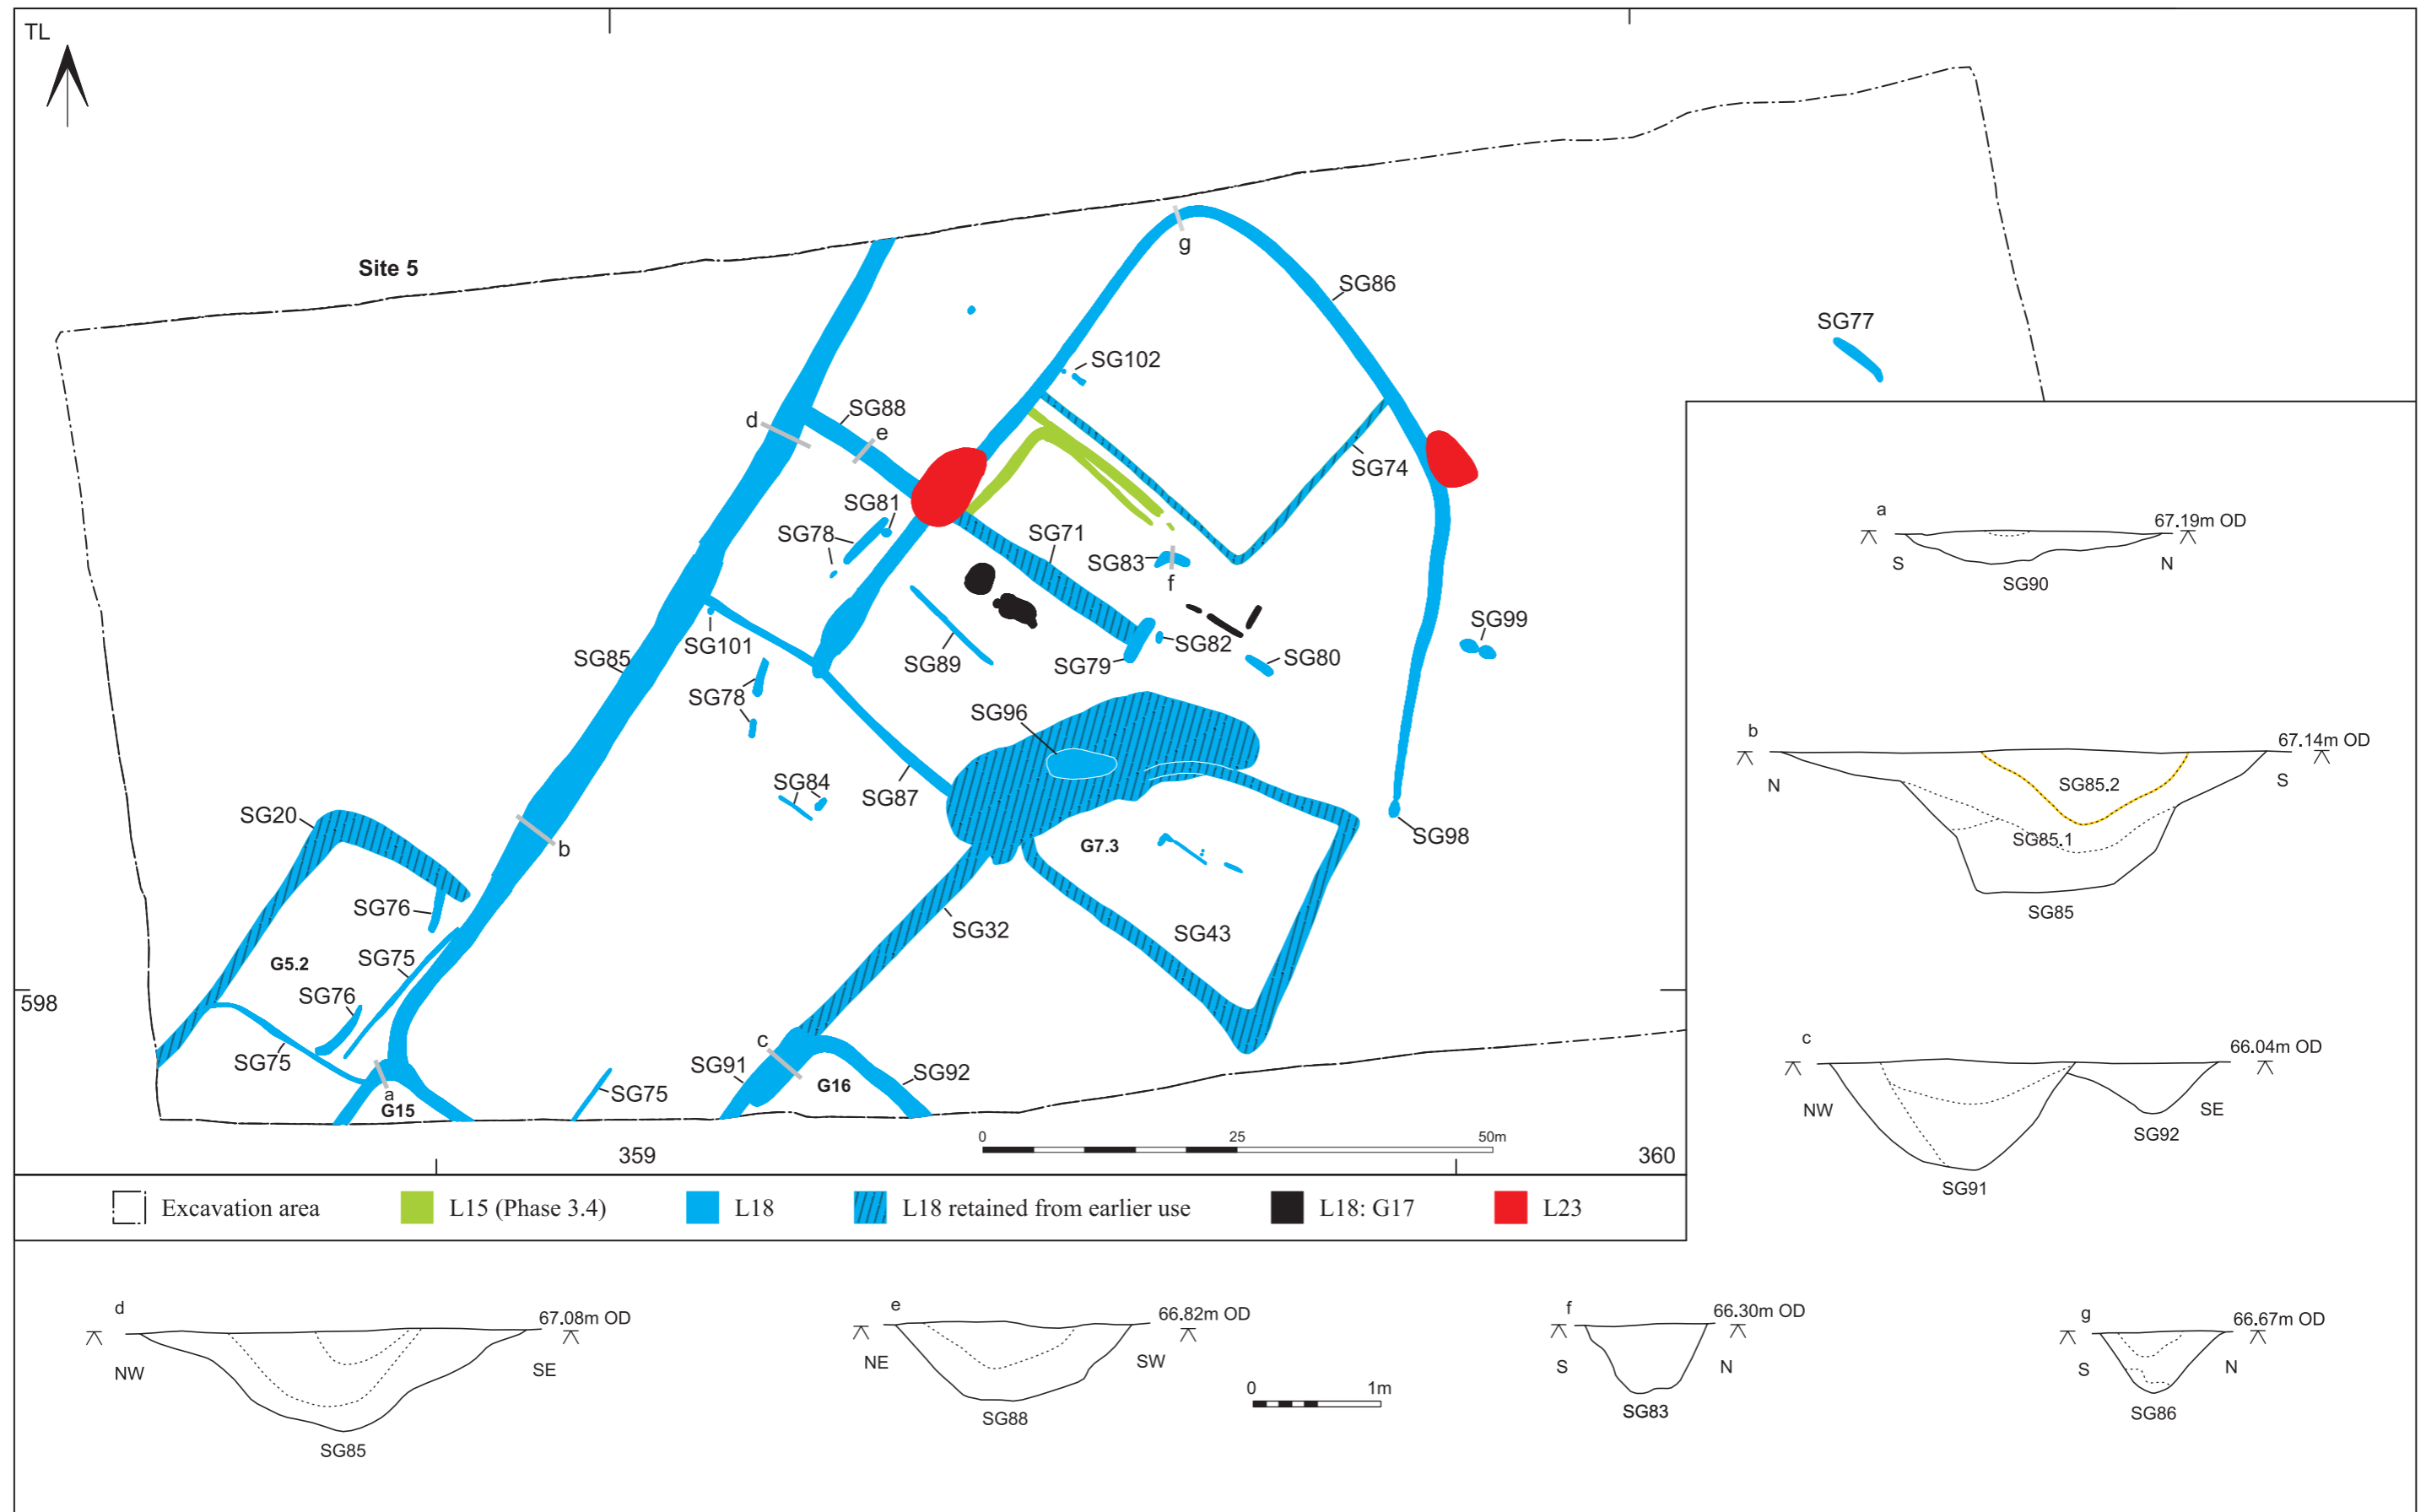 TL
Site 5
g
SG86
SG77
SG102
SG88
d
e
SG74
SG81
SG78
SG71
SG83
f
SG101
SG85
SG89
SG79
SG82
SG80
SG99
SG78
SG96
SG84
SG87
SG20
b
G7.3
SG98
SG76
SG32
SG43
SG75
G5.2
SG76
598
SG75
c
SG91
SG92
G16
SG75
a
G15
0 25 50m
359
360
Excavation area
L15 (Phase 3.4)
L18
L18 retained from earlier use
L18: G17
L23
a
67.19m OD
S
N
SG90
b
67.14m OD
SG85.2
N
S
SG85.1
SG85
c
66.04m OD
NW
SE
SG92
SG91
d
67.08m OD
NW
SE
SG85
e
66.82m OD
NE
SW
SG88
0 1m
f
66.30m OD
S
N
SG83
g
66.67m OD
S
N
SG86